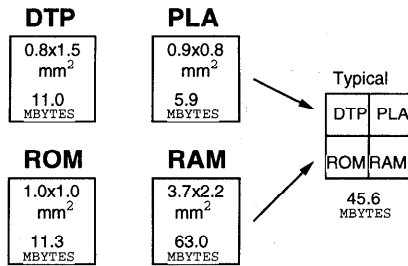 DTP
0.8x1.5
mm²
11.0
MBYTES
PLA
0.9x0.8
mm²
5.9
MBYTES
ROM
1.0x1.0
mm²
11.3
MBYTES
RAM
3.7x2.2
mm²
63.0
MBYTES
Typical
DTP PLA
ROM RAM
45.6
MBYTES